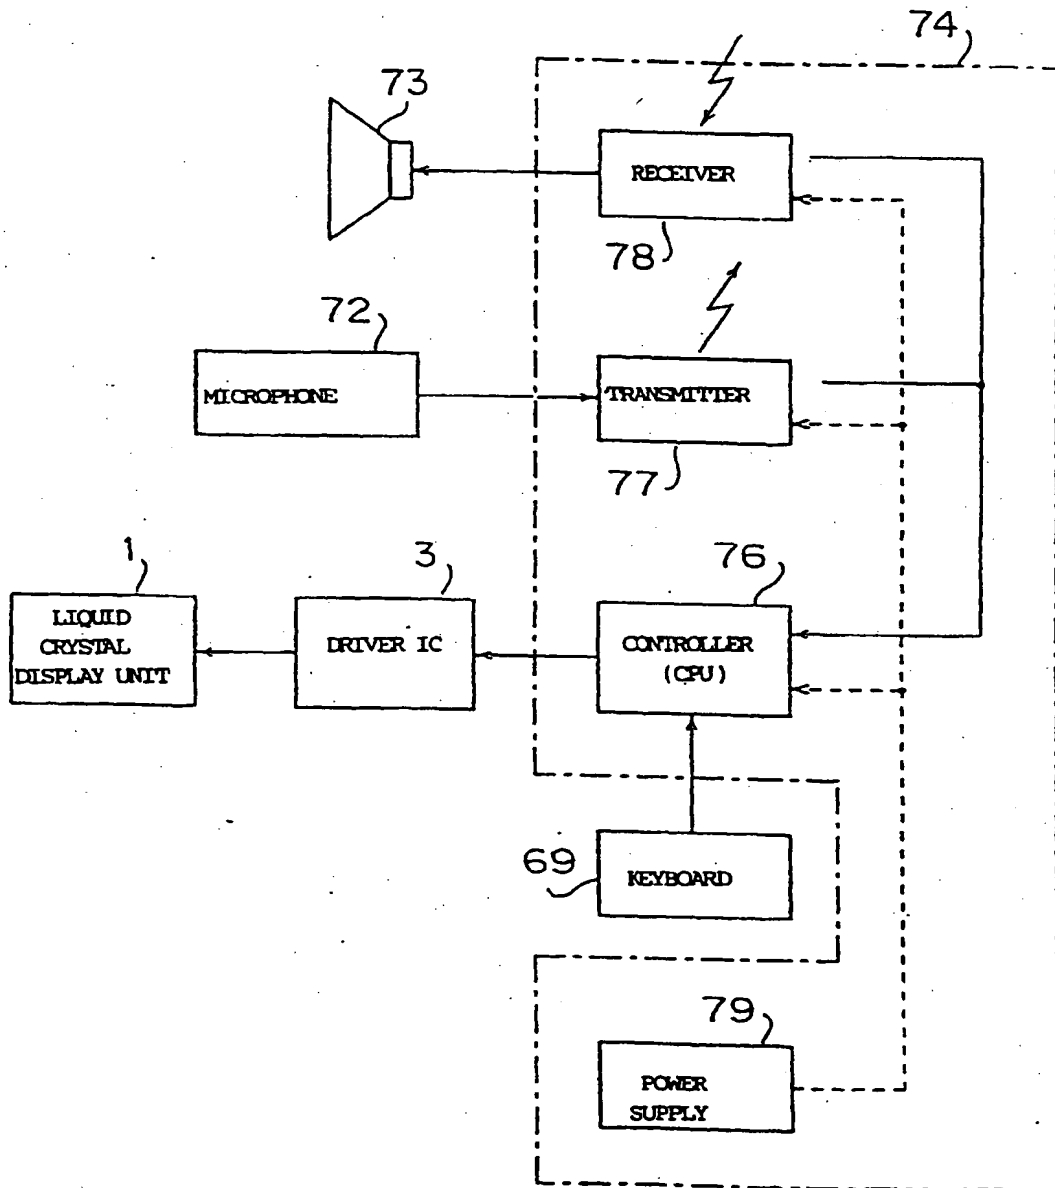 74
73
RECEIVER
78
72
MICROPHONE
TRANSMITTER
77
1
3
76
LIQUID
CRYSTAL
DISPLAY UNIT
DRIVER IC
CONTROLLER
(CPU)
69
KEYBOARD
79
POWER
SUPPLY